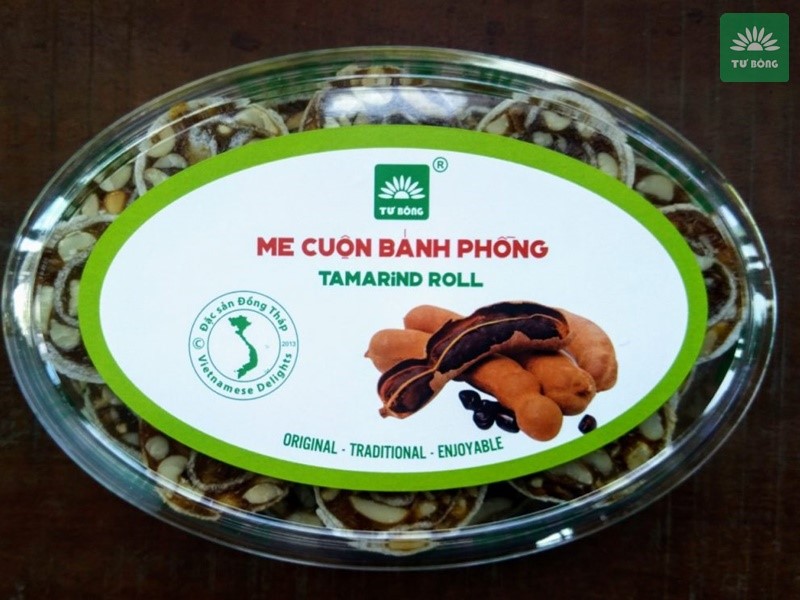 TƯ BÔNG
®
TƯ BÔNG
ME CUỘN BÁNH PHỒNG
TAMARiND ROLL
Đặc sản Đồng Tháp
© 2013
Vietnamese Delights
ORIGINAL - TRADITIONAL - ENJOYABLE